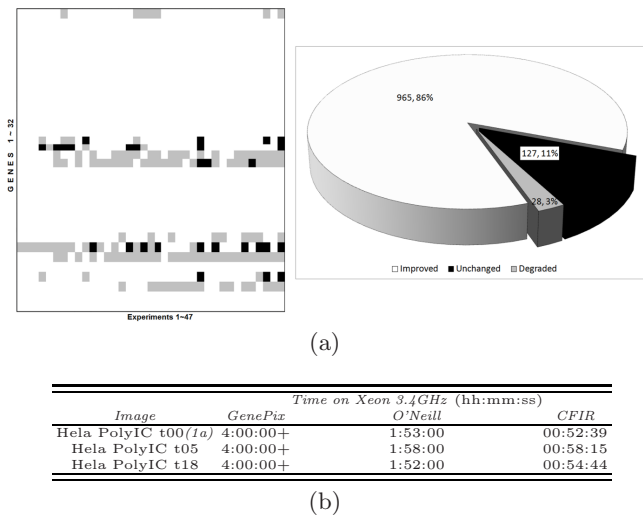 GENES 1~32
Experiments 1~47
965, 86%
127, 11%
28, 3%
Improved Unchanged Degraded
(a)
Time on Xeon 3.4GHz (hh:mm:ss)
Image GenePix O'Neill CFIR
Hela PolyIC t00(1a) 4:00:00+ 1:53:00 00:52:39
Hela PolyIC t05 4:00:00+ 1:58:00 00:58:15
Hela PolyIC t18 4:00:00+ 1:52:00 00:54:44
(b)